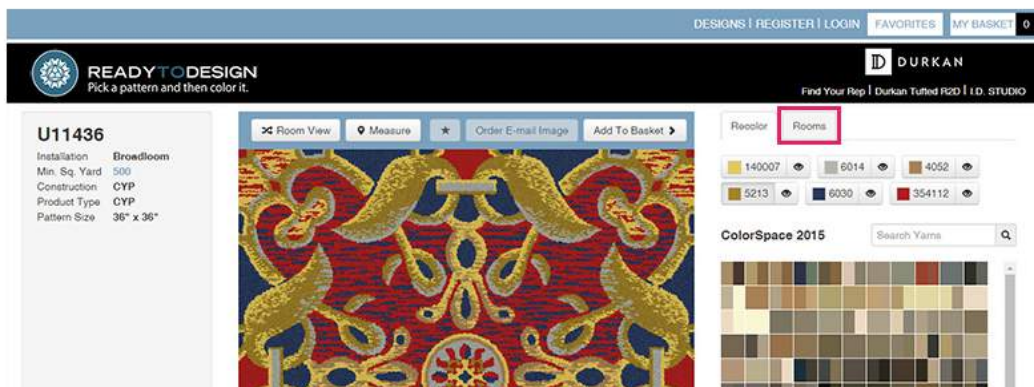 DESIGNS | REGISTER | LOGIN FAVORITES MY BASKET 0
READYTODESIGN
Pick a pattern and then color it.
D DURKAN
Find Your Rep | Durkan Tufted R2D | I.D. STUDIO
U11436
Installation Broadloom
Min. Sq. Yard 500
Construction CYP
Product Type CYP
Pattern Size 36" x 36"
Room View Measure Order E-mail Image Add To Basket
Recolor Rooms
140007 6014 4052
5213 6030 354112
ColorSpace 2015 Search Yarns